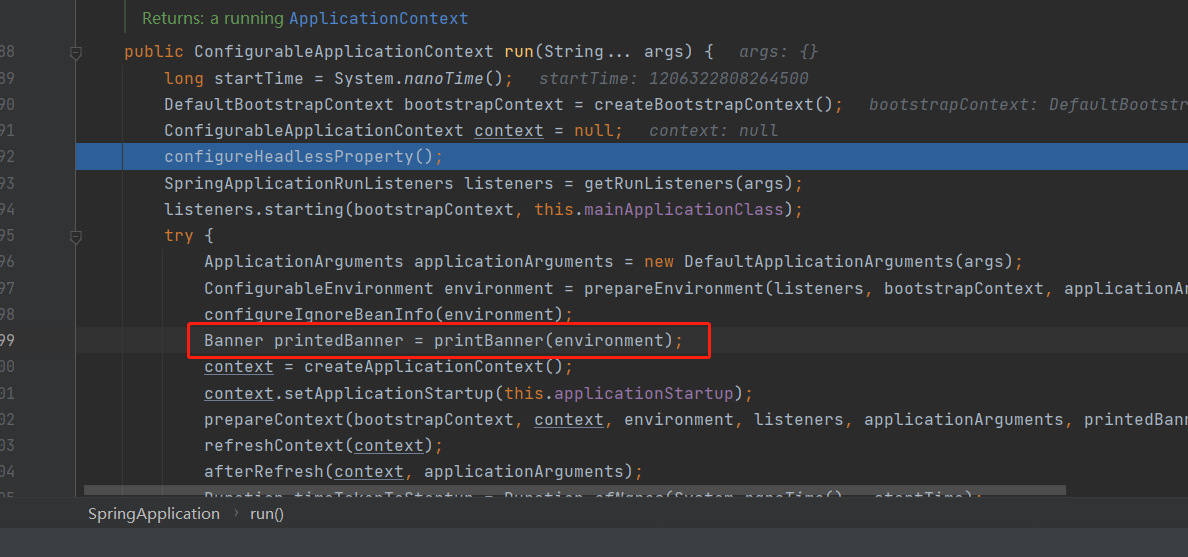 Returns: a running ApplicationContext
88 public ConfigurableApplicationContext run(String... args) { args: {}
89 long startTime = System.nanoTime(); startTime: 1206322808264500
90 DefaultBootstrapContext bootstrapContext = createBootstrapContext(); bootstrapContext: DefaultBootstr
91 ConfigurableApplicationContext context = null; context: null
92 configureHeadlessProperty();
93 SpringApplicationRunListeners listeners = getRunListeners(args);
94 listeners.starting(bootstrapContext, this.mainApplicationClass);
95 try {
96 ApplicationArguments applicationArguments = new DefaultApplicationArguments(args);
97 ConfigurableEnvironment environment = prepareEnvironment(listeners, bootstrapContext, applicationAr
98 configureIgnoreBeanInfo(environment);
99 Banner printedBanner = printBanner(environment);
00 context = createApplicationContext();
01 context.setApplicationStartup(this.applicationStartup);
02 prepareContext(bootstrapContext, context, environment, listeners, applicationArguments, printedBann
03 refreshContext(context);
04 afterRefresh(context, applicationArguments);
SpringApplication › run()